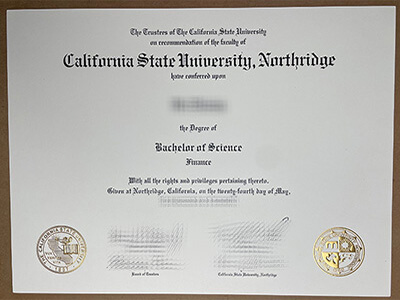 The Trustees of The California State University
on recommendation of the faculty of
California State University, Northridge
have conferred upon
the Degree of
Bachelor of Science
Finance
With all the rights and privileges pertaining thereto.
Given at Northridge, California, on the twenty-fourth day of May,
Board of Trustees
California State University, Northridge